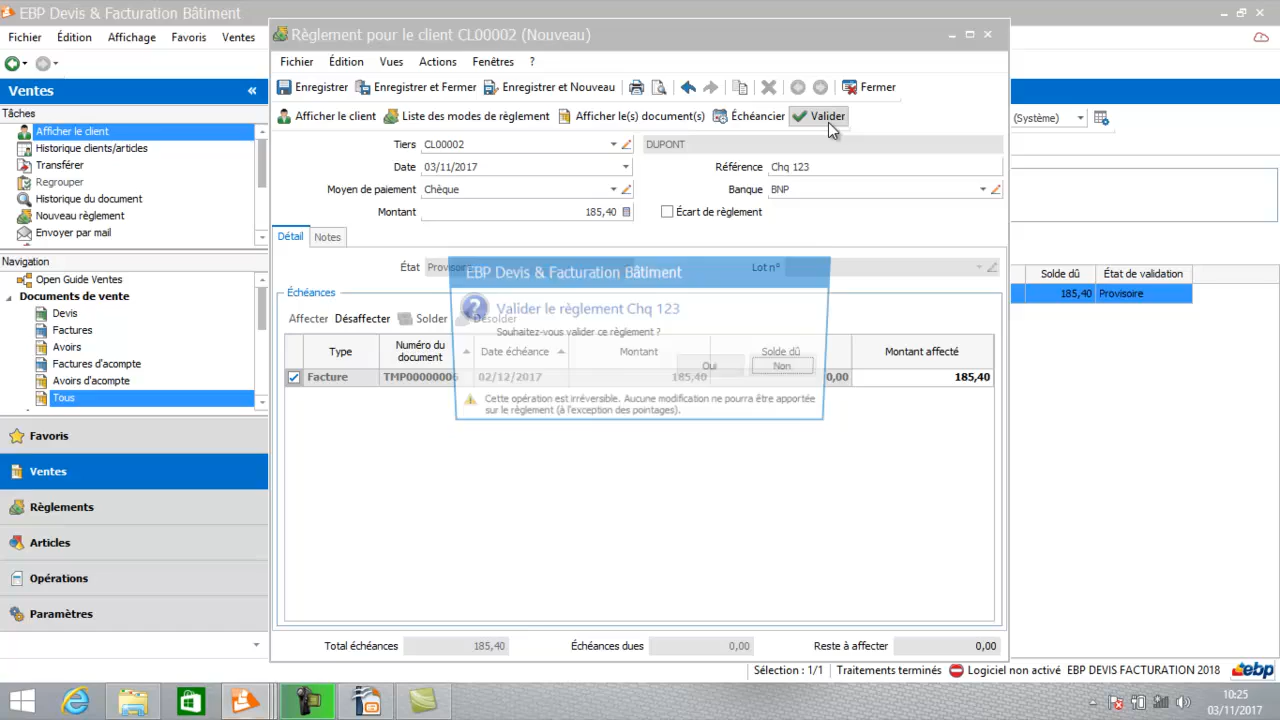 EBP Devis & Facturation Bâtiment
Fichier Édition Affichage Favoris Ventes
Ventes «
Tâches
Afficher le client
Historique clients/articles
Transférer
Regrouper
Historique du document
Nouveau règlement
Envoyer par mail
Navigation
Open Guide Ventes
Documents de vente
Devis
Factures
Avoirs
Factures d'acompte
Avoirs d'acompte
Tous
Favoris
Ventes
Règlements
Articles
Opérations
Paramètres
Règlement pour le client CL00002 (Nouveau)
Fichier Édition Vues Actions Fenêtres ?
Enregistrer Enregistrer et Fermer Enregistrer et Nouveau Fermer
Afficher le client Liste des modes de règlement Afficher le(s) document(s) Échéancier Valider
Tiers CL00002 DUPONT
Date 03/11/2017 Référence Chq 123
Moyen de paiement Chèque Banque BNP
Montant 185,40 Écart de règlement
Détail Notes
État Provisoire Lot n°
Échéances
Affecter Désaffecter Solder Désolder
Type Numéro du document Date échéance Montant Solde dû Montant affecté
Facture TMP00000006 02/12/2017 185,40 0,00 185,40
EBP Devis & Facturation Bâtiment
Valider le règlement Chq 123
Souhaitez-vous valider ce règlement ?
Oui Non
Cette opération est irréversible. Aucune modification ne pourra être apportée
sur le règlement (à l'exception des pointages).
Total échéances 185,40 Échéances dues 0,00 Reste à affecter 0,00
(Système)
Solde dû État de validation
185,40 Provisoire
Sélection : 1/1 Traitements terminés Logiciel non activé EBP DEVIS FACTURATION 2018 ebp
10:25
03/11/2017